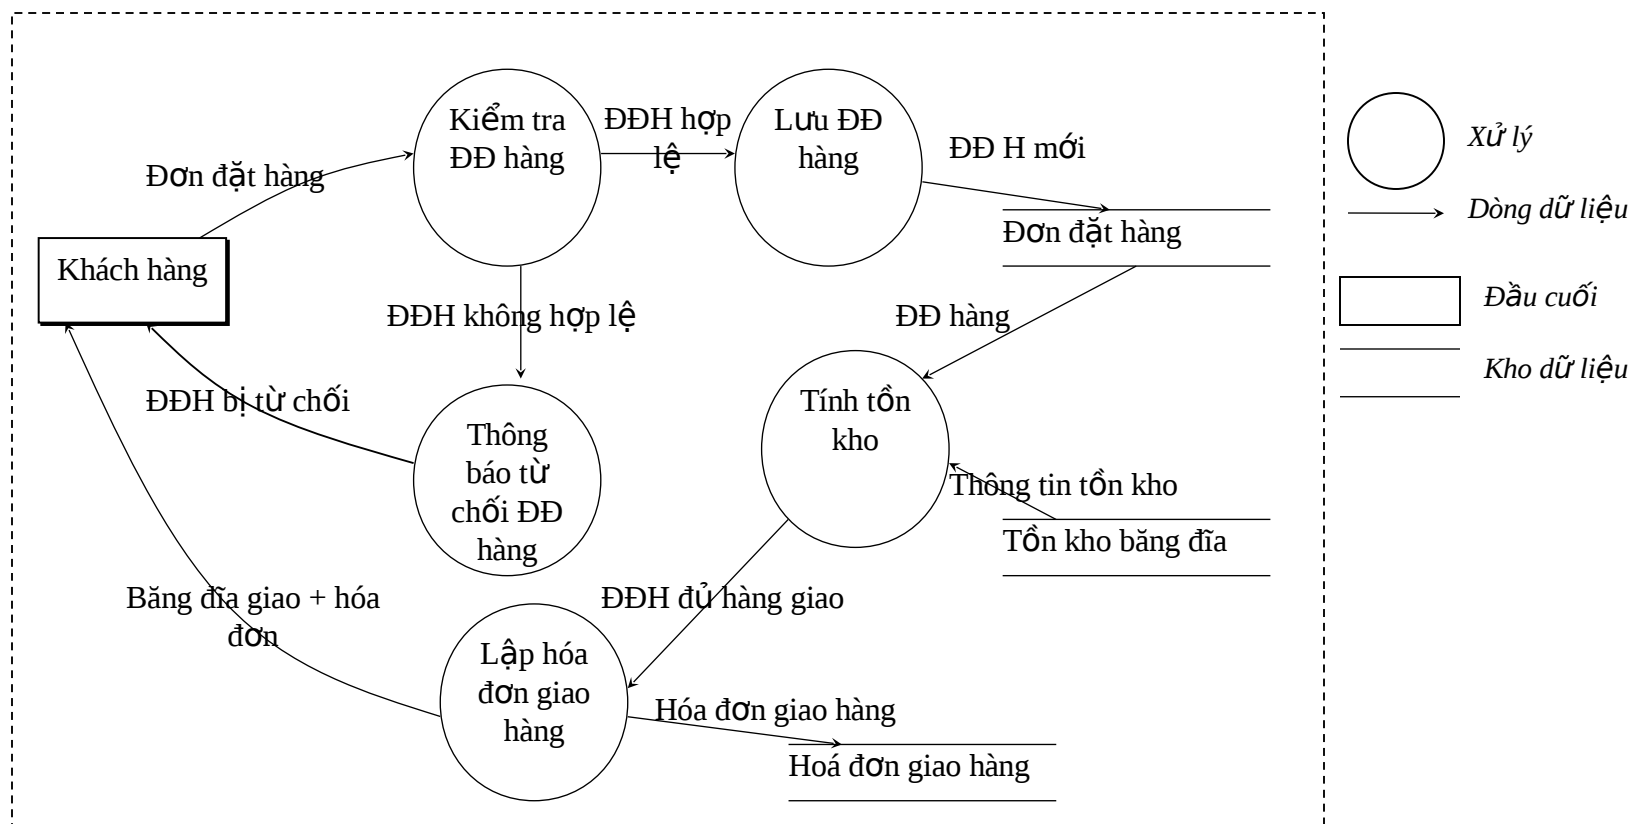 Kiểm tra
ĐĐ hàng
ĐĐH hợp
lệ
Lưu ĐĐ
hàng
ĐĐ H mới
Đơn đặt hàng
Đơn đặt hàng
Khách hàng
ĐĐH không hợp lệ
ĐĐ hàng
ĐĐH bị từ chối
Thông
báo từ
chối ĐĐ
hàng
Tính tồn
kho
Thông tin tồn kho
Tồn kho băng đĩa
Băng đĩa giao + hóa
đơn
ĐĐH đủ hàng giao
Lập hóa
đơn giao
hàng
Hóa đơn giao hàng
Hoá đơn giao hàng
Xử lý
Dòng dữ liệu
Đầu cuối
Kho dữ liệu